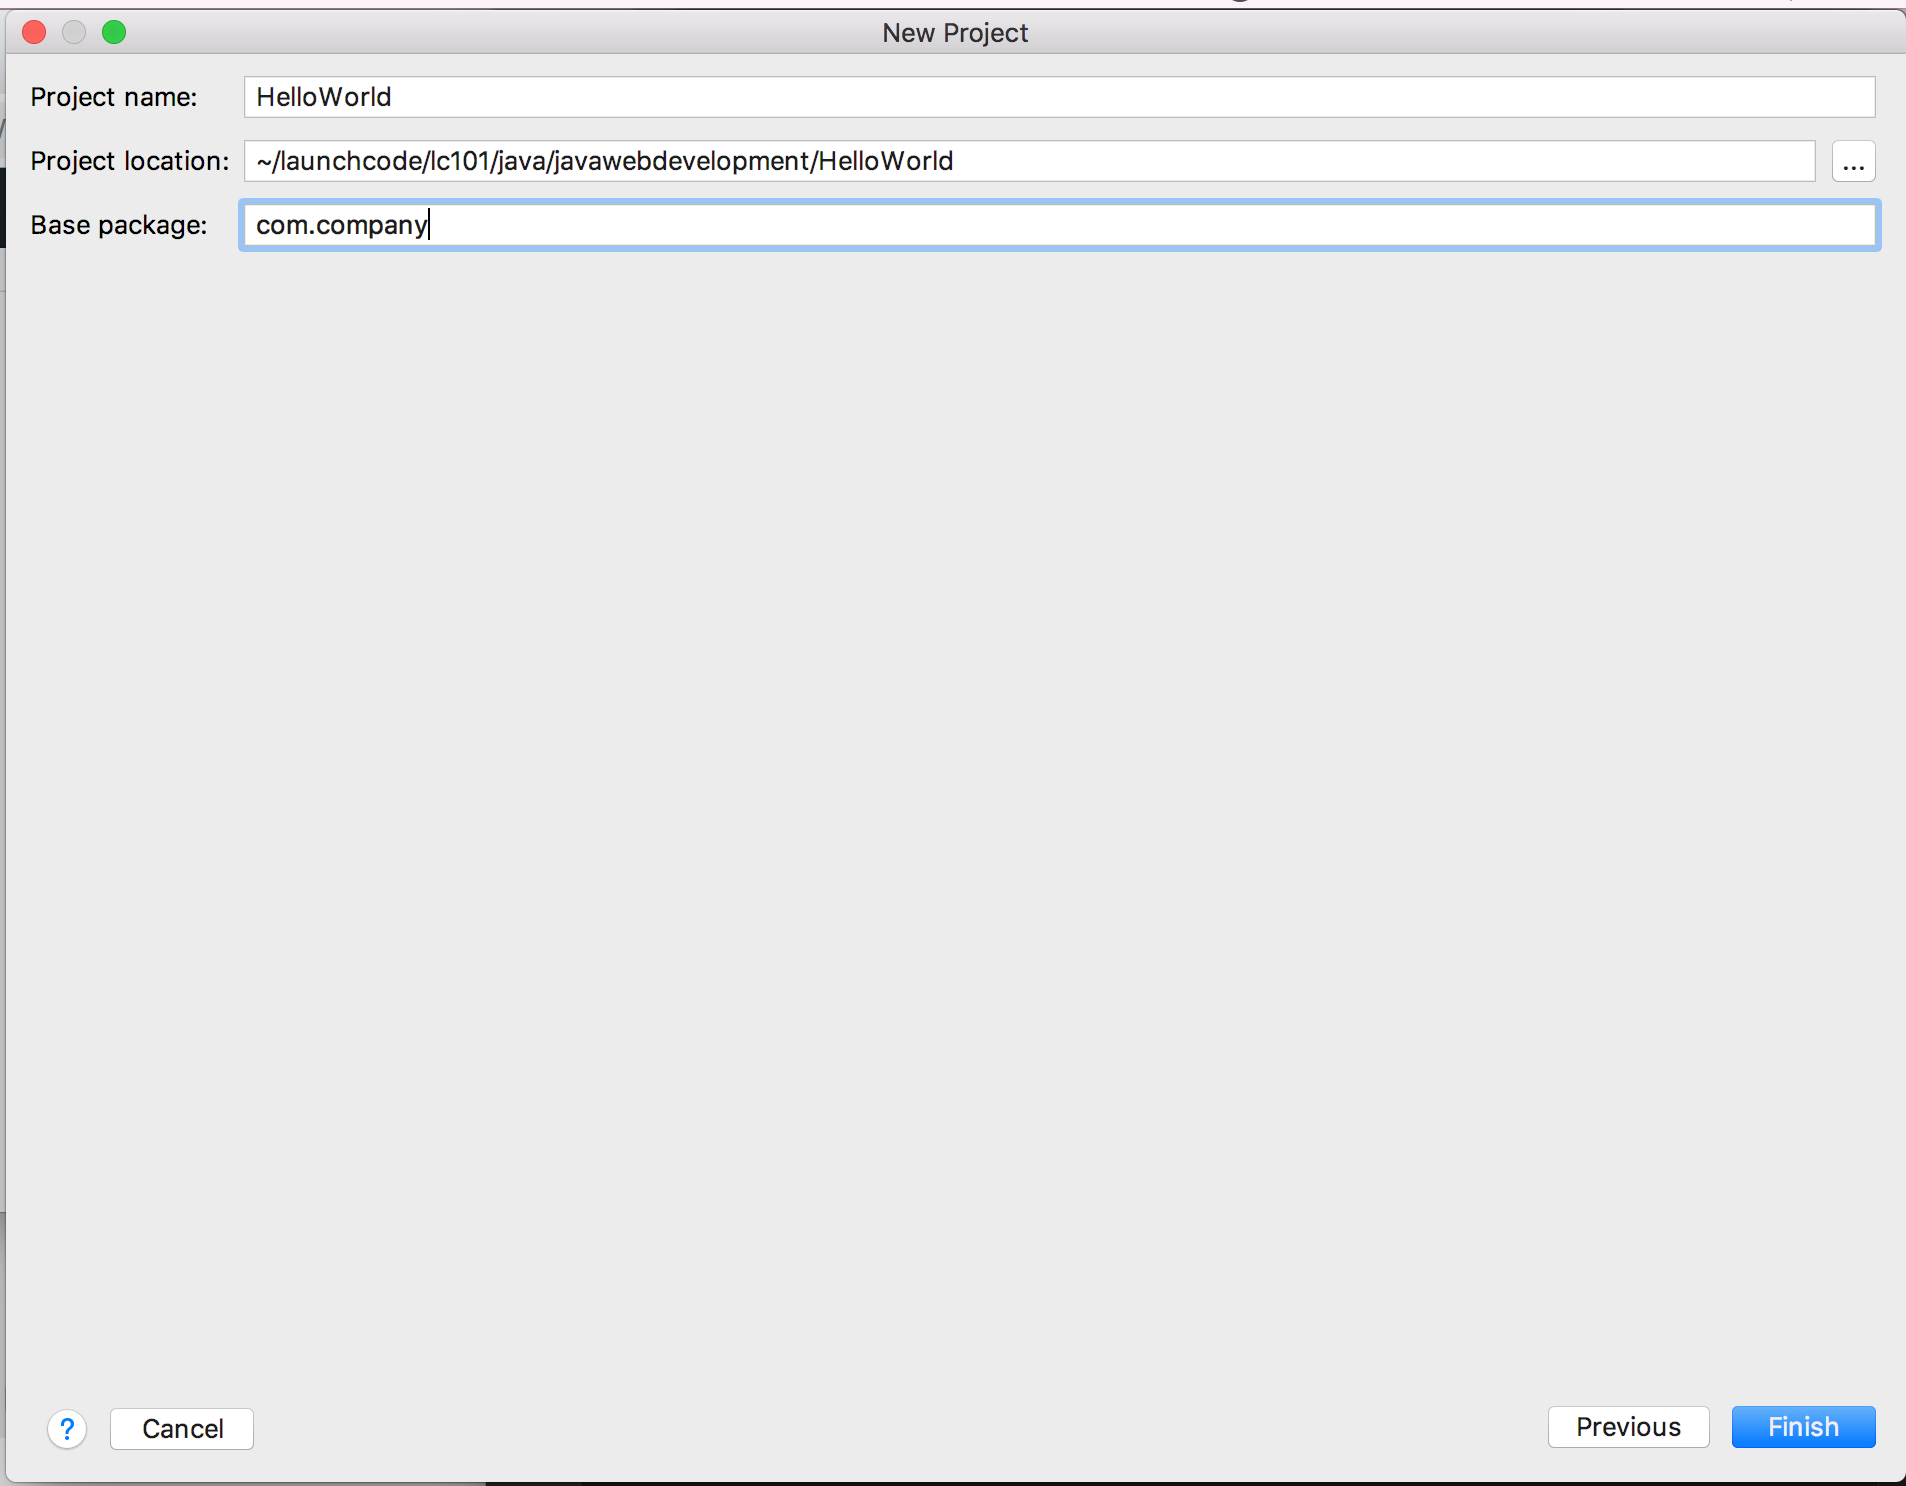 New Project
Project name: HelloWorld
Project location: ~/launchcode/lc101/java/javawebdevelopment/HelloWorld ...
Base package: com.company
? Cancel Previous Finish